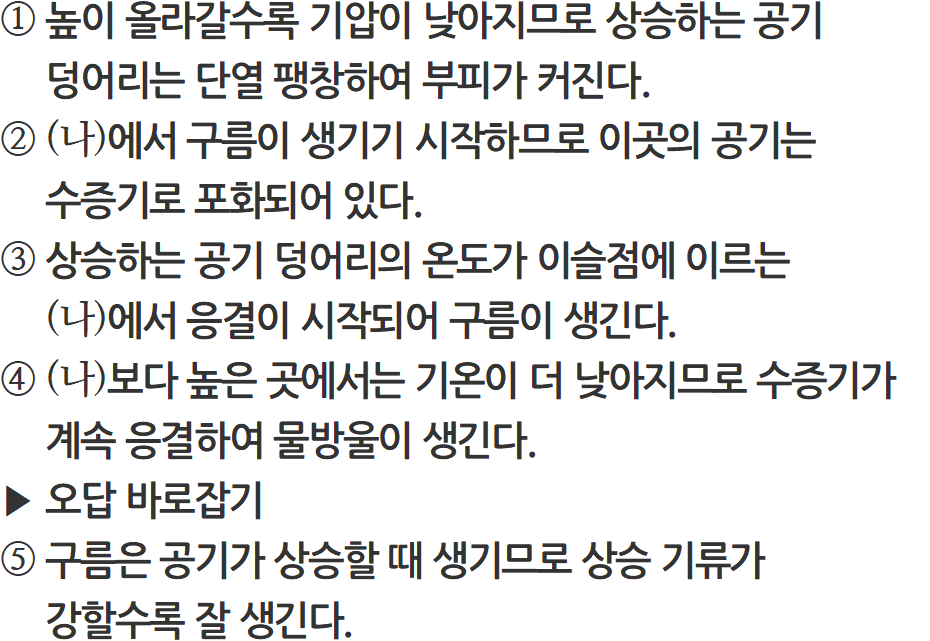 ① 높이 올라갈수록 기압이 낮아지므로 상승하는 공기
덩어리는 단열 팽창하여 부피가 커진다.
② (나)에서 구름이 생기기 시작하므로 이곳의 공기는
수증기로 포화되어 있다.
③ 상승하는 공기 덩어리의 온도가 이슬점에 이르는
(나)에서 응결이 시작되어 구름이 생긴다.
④ (나)보다 높은 곳에서는 기온이 더 낮아지므로 수증기가
계속 응결하여 물방울이 생긴다.
▶ 오답 바로잡기
⑤ 구름은 공기가 상승할 때 생기므로 상승 기류가
강할수록 잘 생긴다.